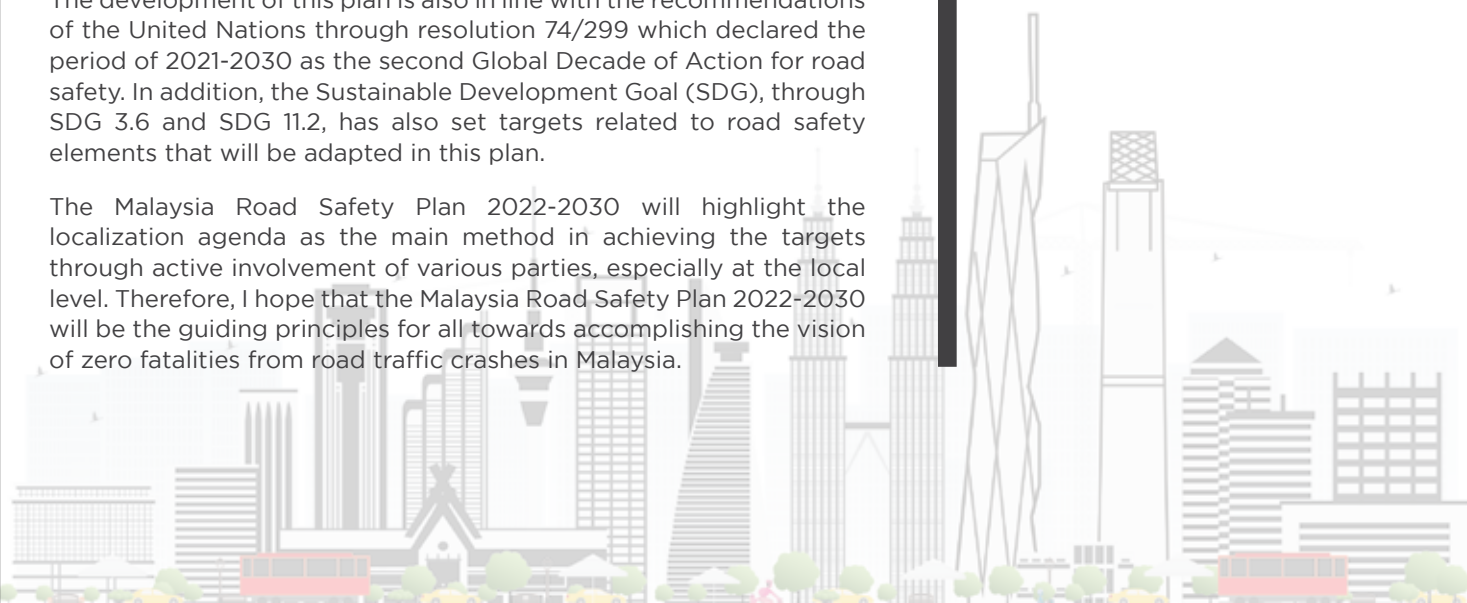 The development of this plan is also in line with the recommendations
of the United Nations through resolution 74/299 which declared the
period of 2021-2030 as the second Global Decade of Action for road
safety. In addition, the Sustainable Development Goal (SDG), through
SDG 3.6 and SDG 11.2, has also set targets related to road safety
elements that will be adapted in this plan.
The Malaysia Road Safety Plan 2022-2030 will highlight the
localization agenda as the main method in achieving the targets
through active involvement of various parties, especially at the local
level. Therefore, I hope that the Malaysia Road Safety Plan 2022-2030
will be the guiding principles for all towards accomplishing the vision
of zero fatalities from road traffic crashes in Malaysia.